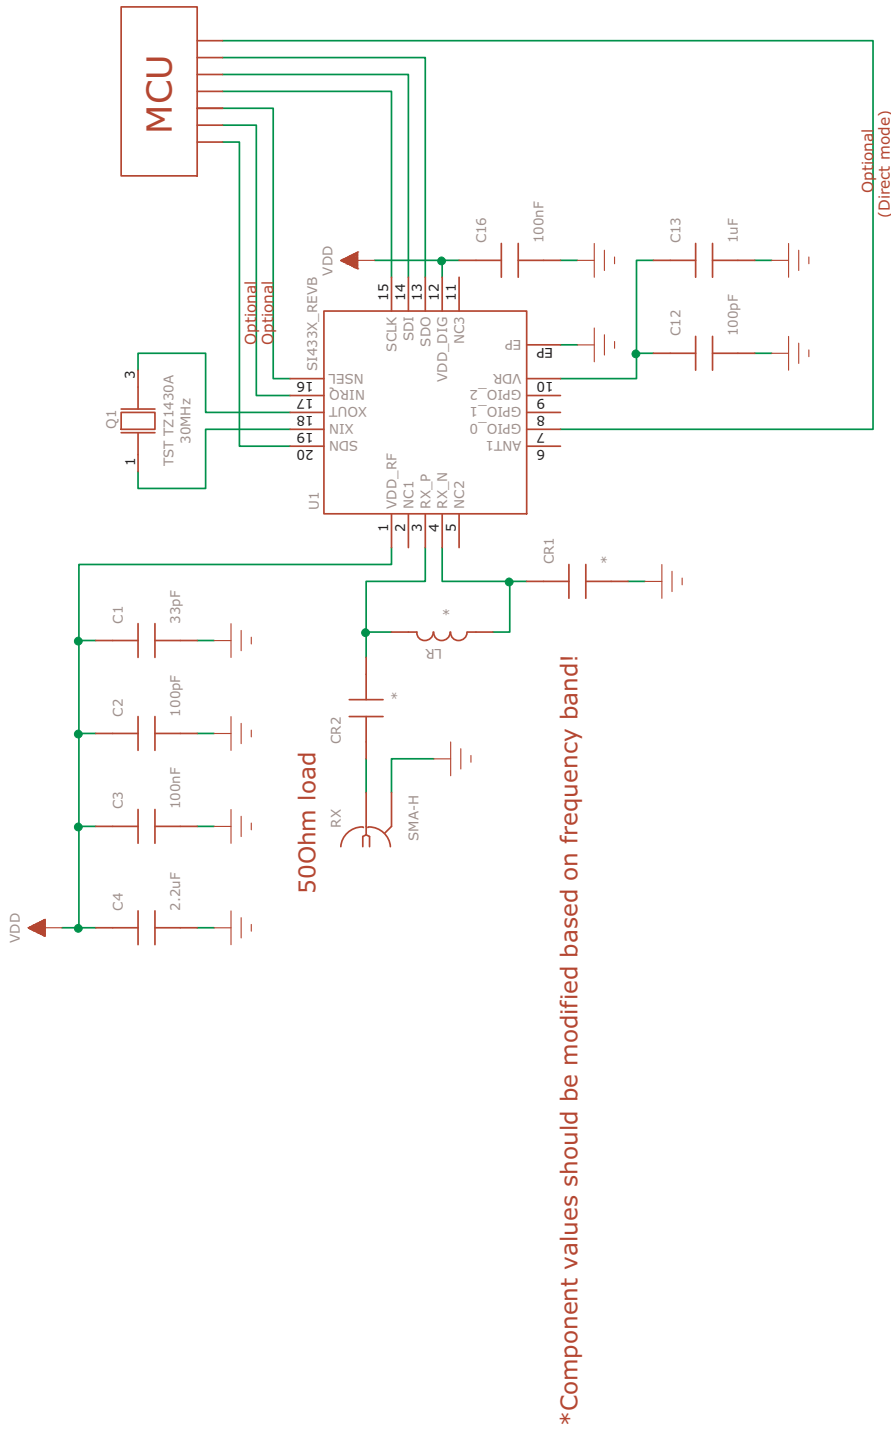 MCU
Optional
(Direct mode)
C16
100nF
C13
1uF
VDD
C12
100pF
Optional
Optional
SI433X_REVB
15
14
13
12
11
SCLK
SDI
SDO
VDD_DIG
NC3
EP
EP
NSEL
NIRQ
XOUT
XIN
SDN
16
17
18
19
20
VDR
GPIO_2
GPIO_1
GPIO_0
ANT1
10
9
8
7
6
Q1
3
1
TST TZ1430A
30MHz
U1
VDD_RF
NC1
RX_P
RX_N
NC2
1
2
3
4
5
CR1
*
C1
33pF
*
LR
C2
100pF
CR2
*
C3
100nF
50Ohm load
RX
SMA-H
C4
2.2uF
VDD
*Component values should be modified based on frequency band!